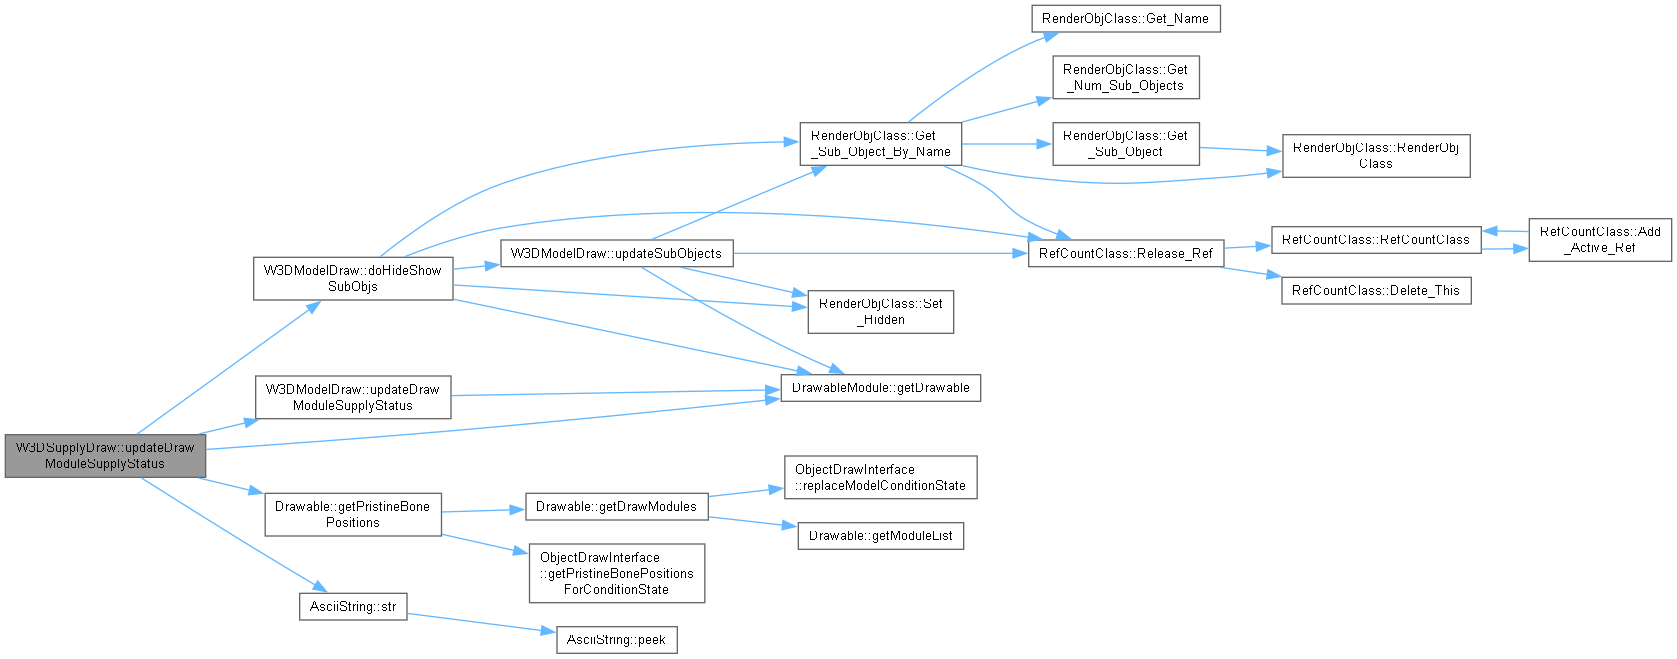 RenderObjClass::Get_Name
RenderObjClass::Get
_Num_Sub_Objects
RenderObjClass::Get
_Sub_Object_By_Name
RenderObjClass::Get
_Sub_Object
RenderObjClass::RenderObj
Class
W3DModelDraw::doHideShow
SubObjs
W3DModelDraw::updateSubObjects
RefCountClass::Release_Ref
RefCountClass::RefCountClass
RefCountClass::Add
_Active_Ref
RefCountClass::Delete_This
RenderObjClass::Set
_Hidden
W3DModelDraw::updateDraw
ModuleSupplyStatus
DrawableModule::getDrawable
W3DSupplyDraw::updateDraw
ModuleSupplyStatus
Drawable::getPristineBone
Positions
Drawable::getDrawModules
ObjectDrawInterface
::replaceModelConditionState
Drawable::getModuleList
ObjectDrawInterface
::getPristineBonePositions
ForConditionState
AsciiString::str
AsciiString::peek